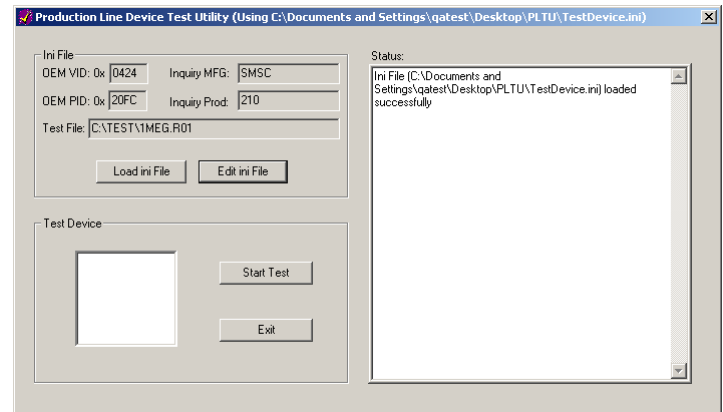 Production Line Device Test Utility (Using C:\Documents and Settings\qatest\Desktop\PLTU\TestDevice.ini)
Ini File
OEM VID: 0x 0424 Inquiry MFG: SMSC
OEM PID: 0x 20FC Inquiry Prod: 210
Test File: C:\TEST\1MEG.R01
Load ini File Edit ini File
Test Device
Start Test
Exit
Status:
Ini File (C:\Documents and
Settings\qatest\Desktop\PLTU\TestDevice.ini) loaded
successfully